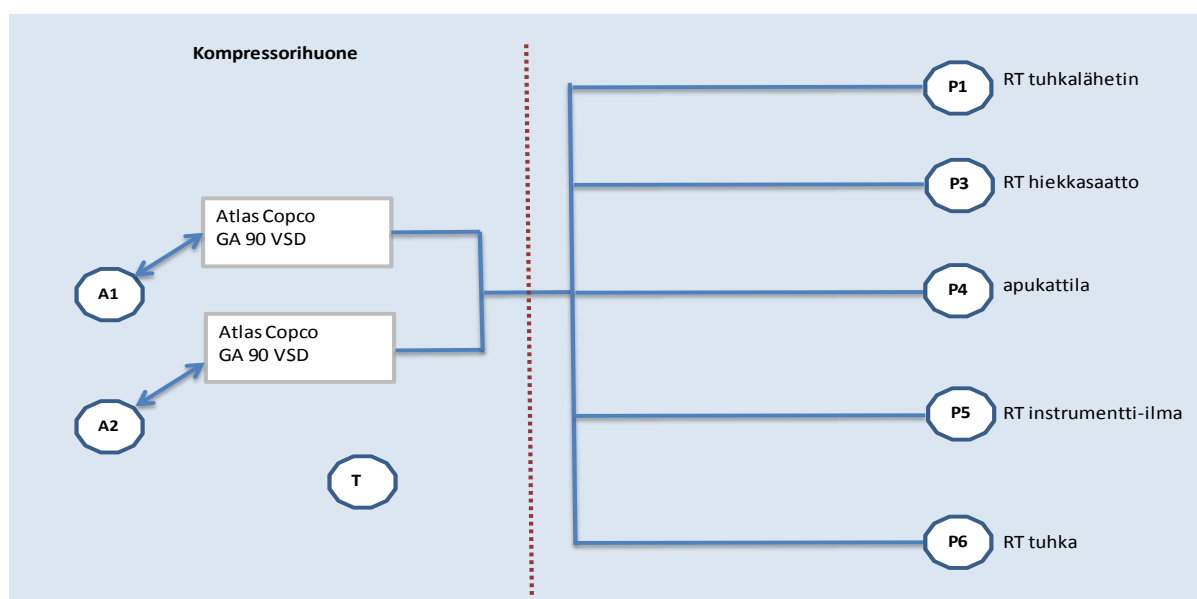 Kompressorihuone
Atlas Copco
GA 90 VSD
A1
Atlas Copco
GA 90 VSD
A2
T
P1
RT tuhkalähetin
P3
RT hiekkasaatto
P4
apukattila
P5
RT instrumentti-ilma
P6
RT tuhka